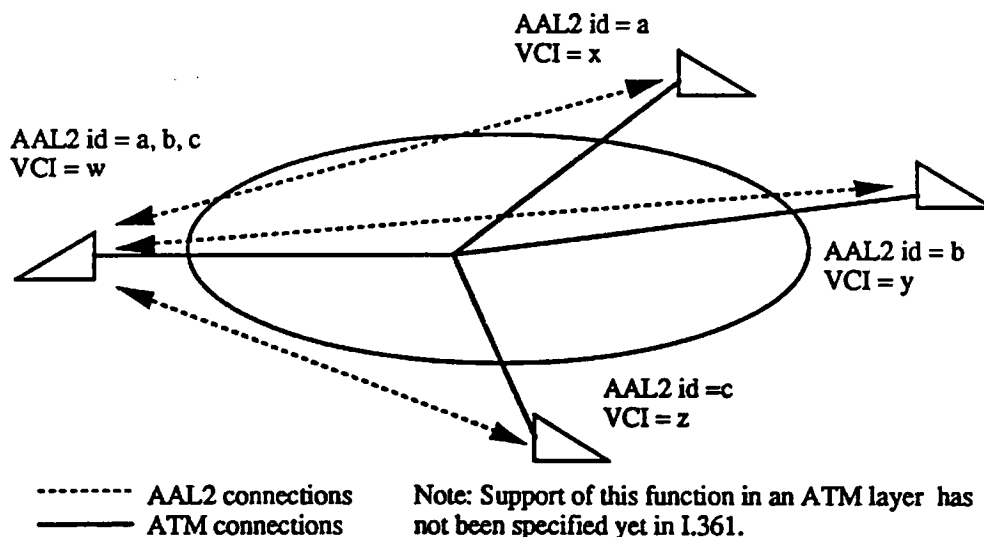 AAL2 id = a
VCI = x
AAL2 id = a, b, c
VCI = w
AAL2 id = b
VCI = y
AAL2 id =c
VCI = z
AAL2 connections
ATM connections
Note: Support of this function in an ATM layer has
not been specified yet in I.361.